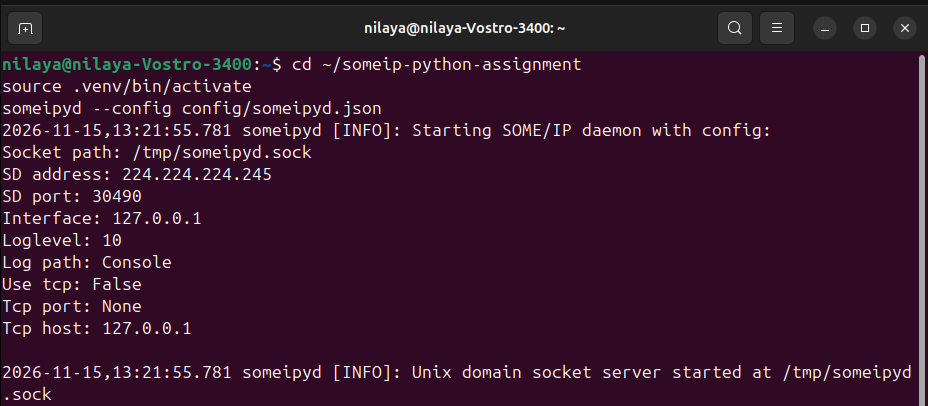 nilaya@nilaya-Vostro-3400: ~
nilaya@nilaya-Vostro-3400:~$ cd ~/someip-python-assignment
source .venv/bin/activate
someipyd --config config/someipyd.json
2026-11-15,13:21:55.781 someipyd [INFO]: Starting SOME/IP daemon with config:
Socket path: /tmp/someipyd.sock
SD address: 224.224.224.245
SD port: 30490
Interface: 127.0.0.1
Loglevel: 10
Log path: Console
Use tcp: False
Tcp port: None
Tcp host: 127.0.0.1
2026-11-15,13:21:55.781 someipyd [INFO]: Unix domain socket server started at /tmp/someipyd
.sock